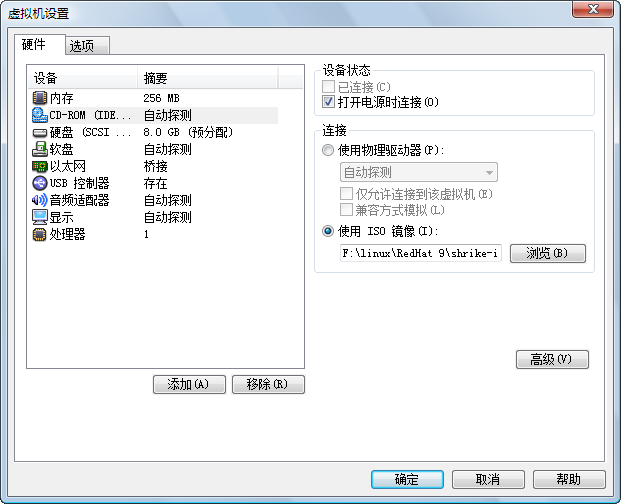 虚拟机设置
硬件 选项
设备 摘要
内存 256 MB
CD-ROM (IDE... 自动探测
硬盘 (SCSI ... 8.0 GB (预分配)
软盘 自动探测
以太网 桥接
USB 控制器 存在
音频适配器 自动探测
显示 自动探测
处理器 1
添加(A) 移除(R)
设备状态
已连接(C)
打开电源时连接(O)
连接
使用物理驱动器(P):
自动探测
仅允许连接到该虚拟机(E)
兼容方式模拟(L)
使用 ISO 镜像(I):
F:\linux\RedHat 9\shrike-i 浏览(B)
高级(V)
确定 取消 帮助